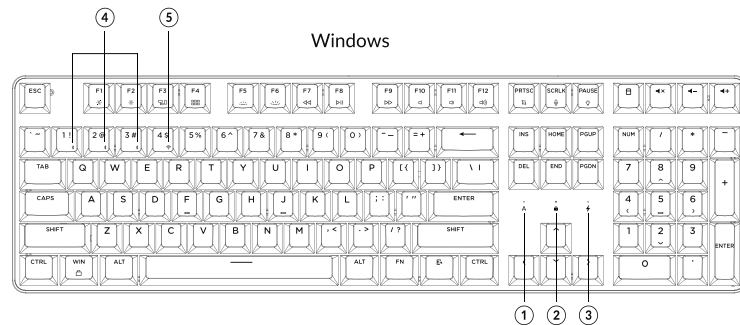 ④ ⑤
Windows
ESC F1 F2 F3 F4 F5 F6 F7 F8 F9 F10 F11 F12 PRTSC SCRLK PAUSE
` ~ 1 ! 2 @ 3 # 4 $ 5 % 6 ^ 7 & 8 * 9 ( 0 ) - _ = + INS HOME PGUP NUM / * −
TAB Q W E R T Y U I O P [ { ] } \ | DEL END PGDN 7 8 9 +
CAPS A S D F G H J K L ; : ' " ENTER A 4 5 6
SHIFT Z X C V B N M , < . > / ? SHIFT 1 2 3 ENTER
CTRL WIN ALT ALT FN CTRL 0 .
① ② ③